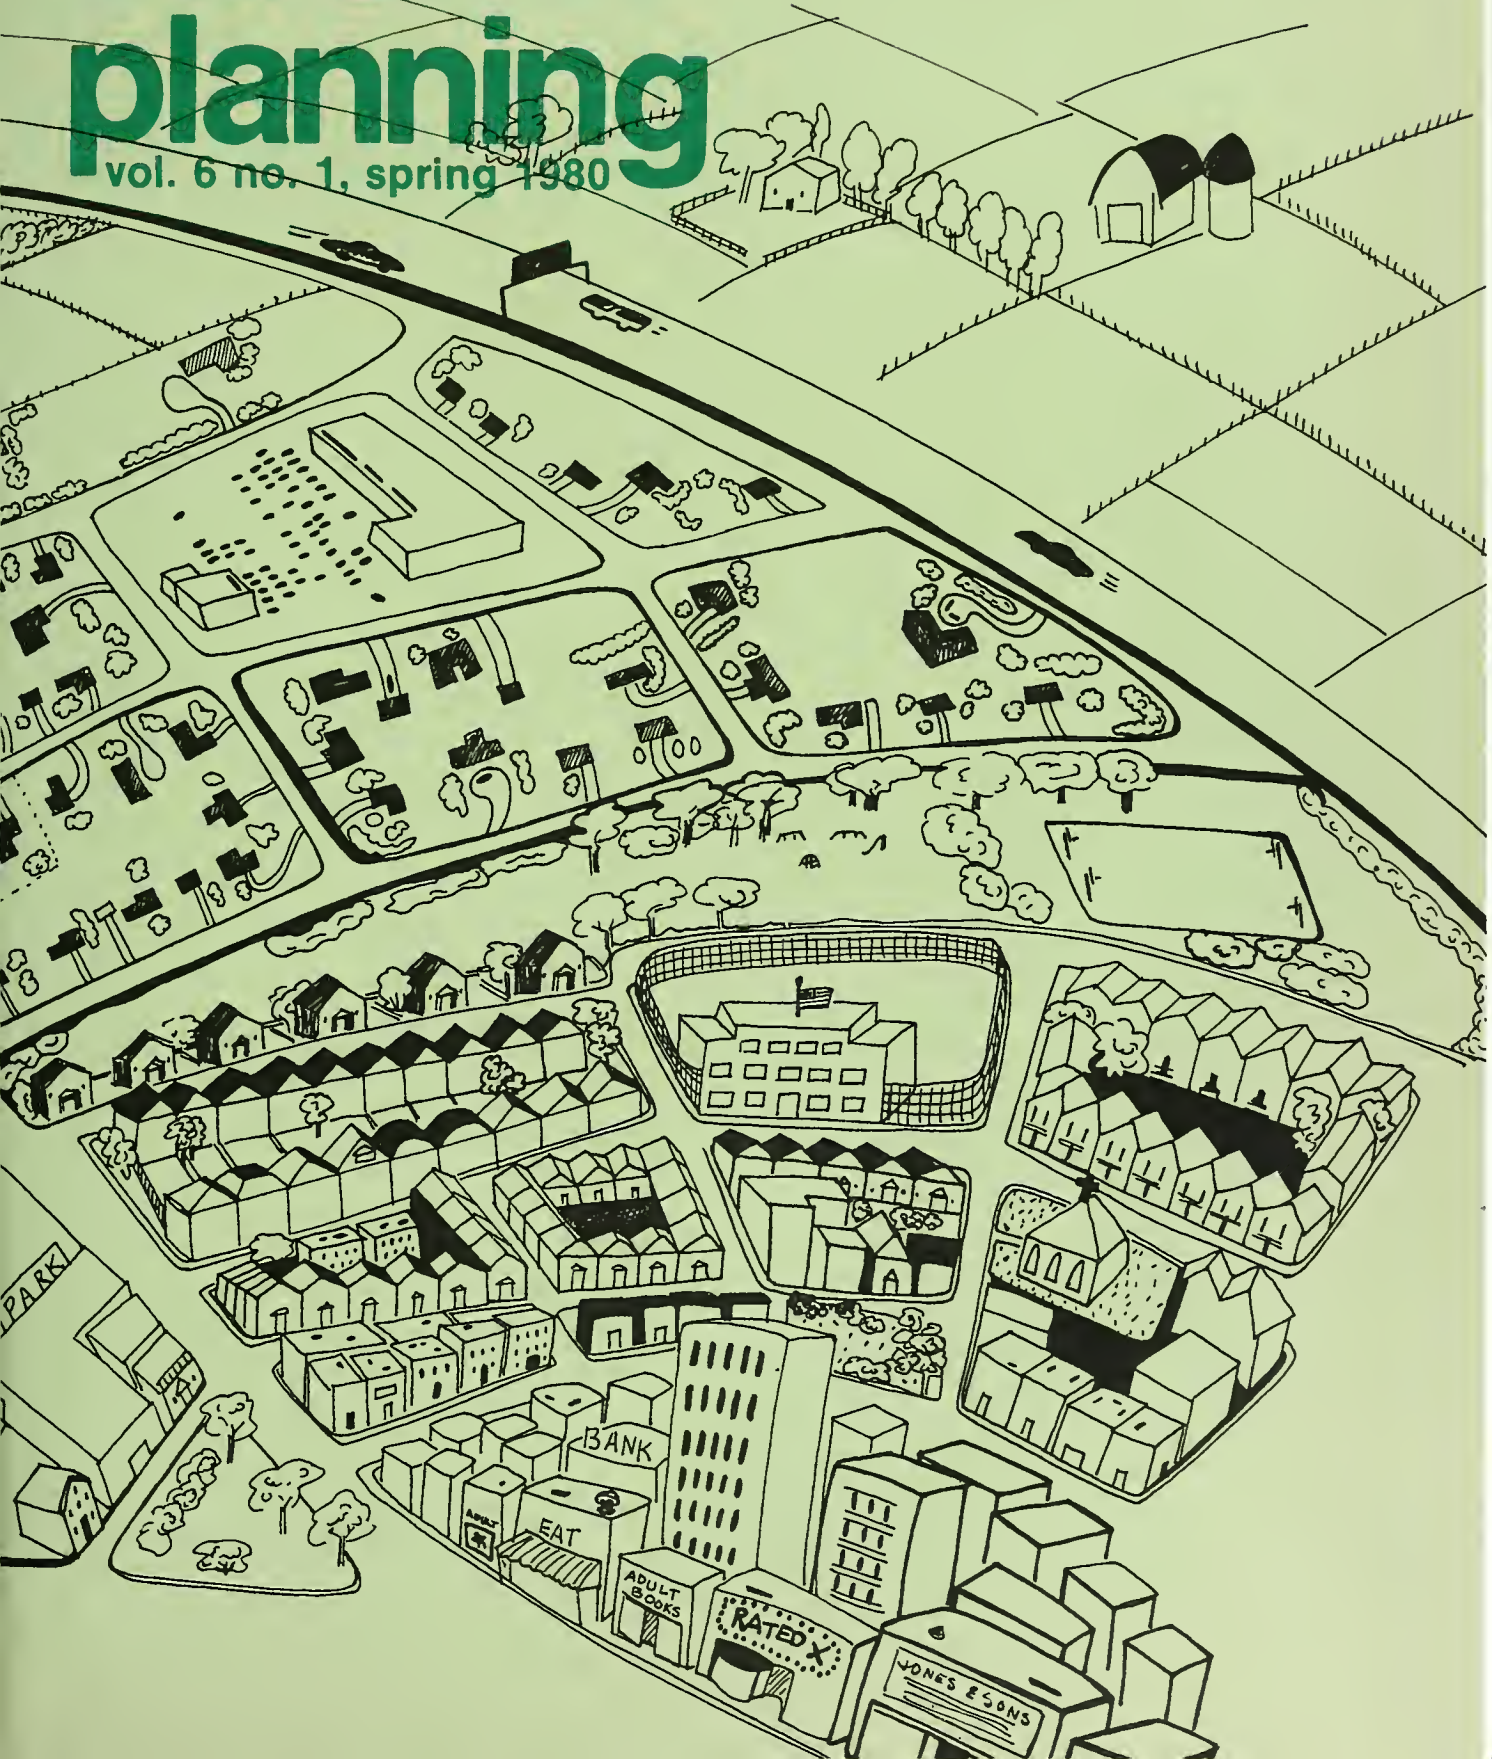 planning
vol. 6 no. 1, spring 1980
PARK
BANK
ADULT
EAT
ADULT
BOOKS
RATED X
JONES & SONS